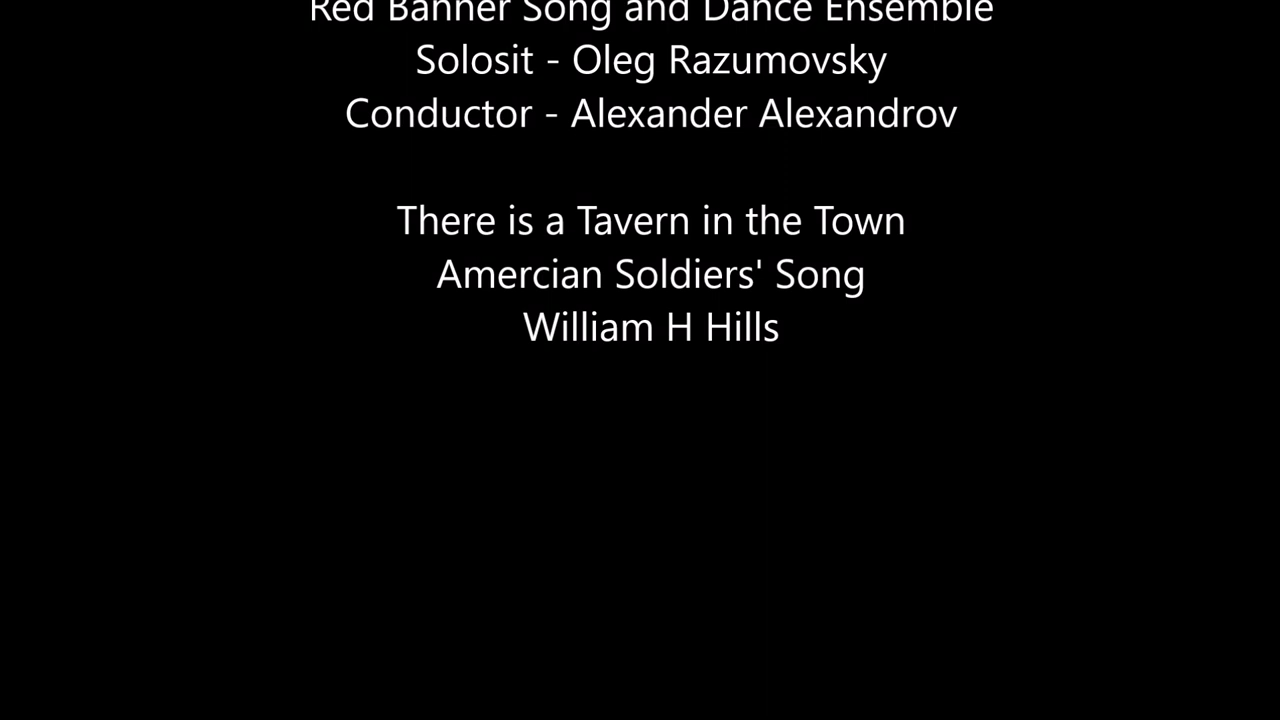 Red Banner Song and Dance Ensemble
Solosit - Oleg Razumovsky
Conductor - Alexander Alexandrov
There is a Tavern in the Town
Amercian Soldiers' Song
William H Hills